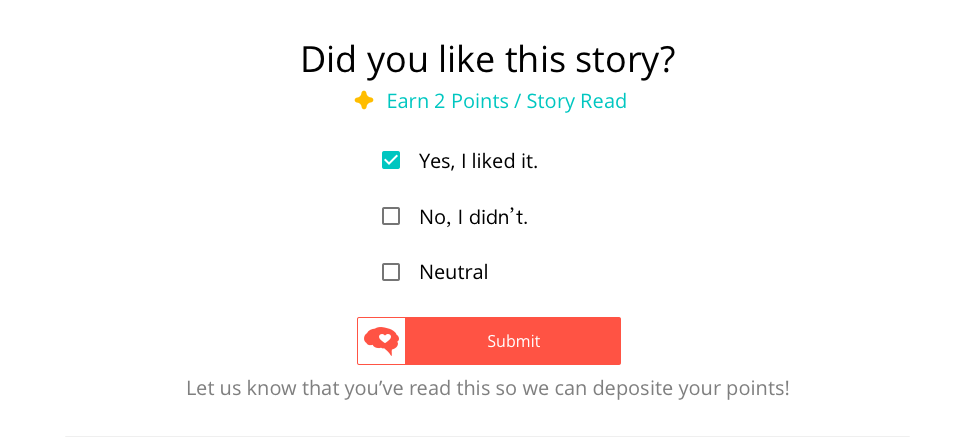 Did you like this story?
Earn 2 Points / Story Read
Yes, I liked it.
No, I didn’t.
Neutral
Submit
Let us know that you’ve read this so we can deposite your points!